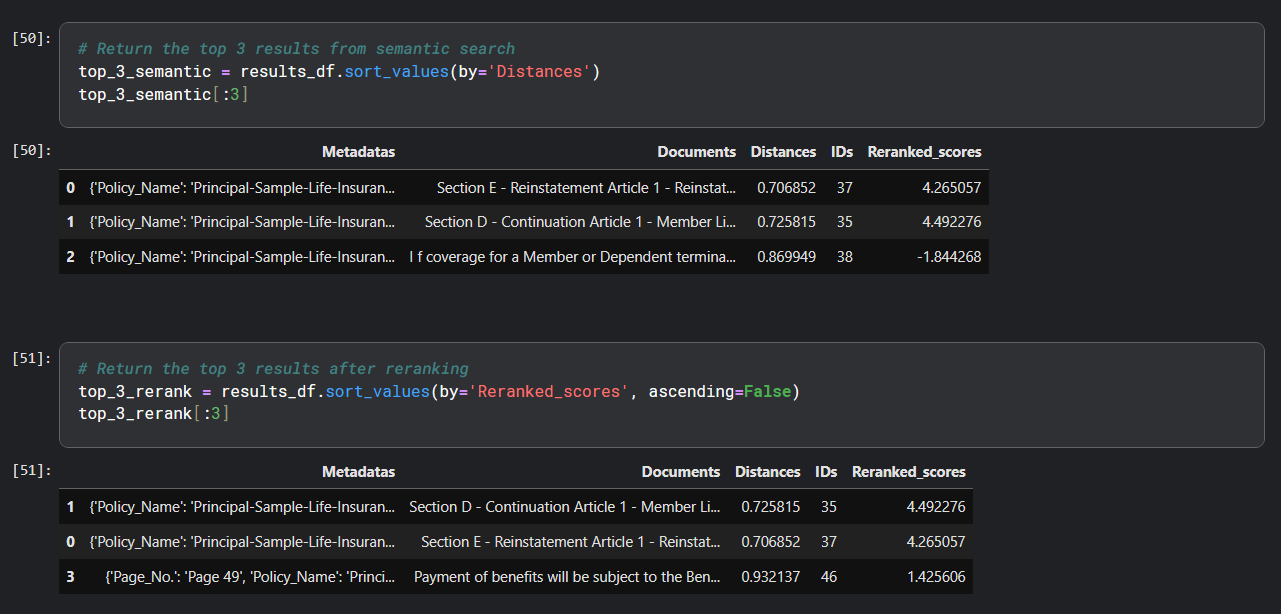 [50]:
# Return the top 3 results from semantic search
top_3_semantic = results_df.sort_values(by='Distances')
top_3_semantic[:3]
[50]:
Metadatas Documents Distances IDs Reranked_scores
0 {'Policy_Name': 'Principal-Sample-Life-Insuran... Section E - Reinstatement Article 1 - Reinstat... 0.706852 37 4.265057
1 {'Policy_Name': 'Principal-Sample-Life-Insuran... Section D - Continuation Article 1 - Member Li... 0.725815 35 4.492276
2 {'Policy_Name': 'Principal-Sample-Life-Insuran... I f coverage for a Member or Dependent termina... 0.869949 38 -1.844268
[51]:
# Return the top 3 results after reranking
top_3_rerank = results_df.sort_values(by='Reranked_scores', ascending=False)
top_3_rerank[:3]
[51]:
Metadatas Documents Distances IDs Reranked_scores
1 {'Policy_Name': 'Principal-Sample-Life-Insuran... Section D - Continuation Article 1 - Member Li... 0.725815 35 4.492276
0 {'Policy_Name': 'Principal-Sample-Life-Insuran... Section E - Reinstatement Article 1 - Reinstat... 0.706852 37 4.265057
3 {'Page_No.': 'Page 49', 'Policy_Name': 'Princi... Payment of benefits will be subject to the Ben... 0.932137 46 1.425606